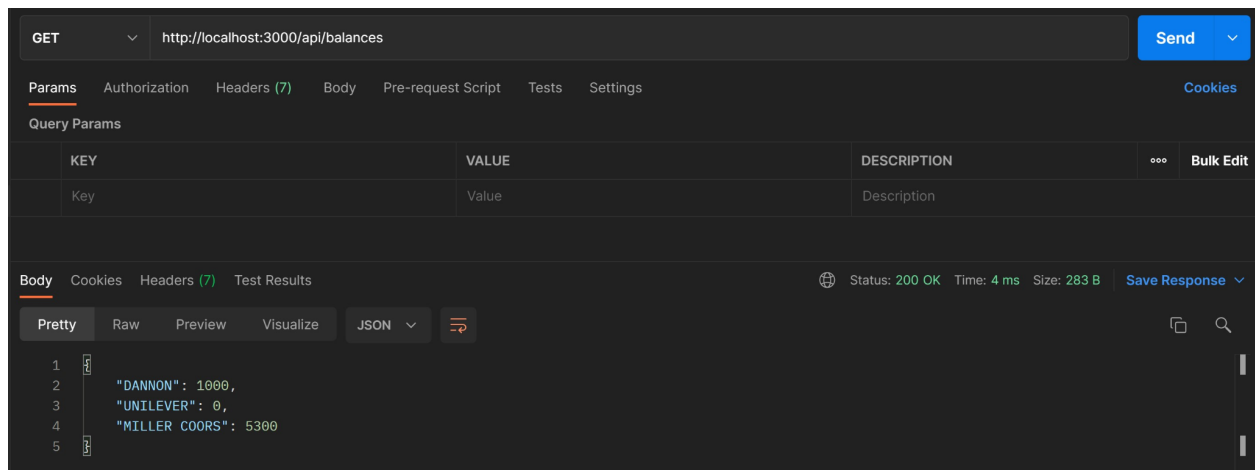 GET http://localhost:3000/api/balances Send
Params Authorization Headers (7) Body Pre-request Script Tests Settings Cookies
Query Params
KEY VALUE DESCRIPTION ooo Bulk Edit
Key Value Description
Body Cookies Headers (7) Test Results Status: 200 OK Time: 4 ms Size: 283 B Save Response
Pretty Raw Preview Visualize JSON
1 {
2 "DANNON": 1000,
3 "UNILEVER": 0,
4 "MILLER COORS": 5300
5 }